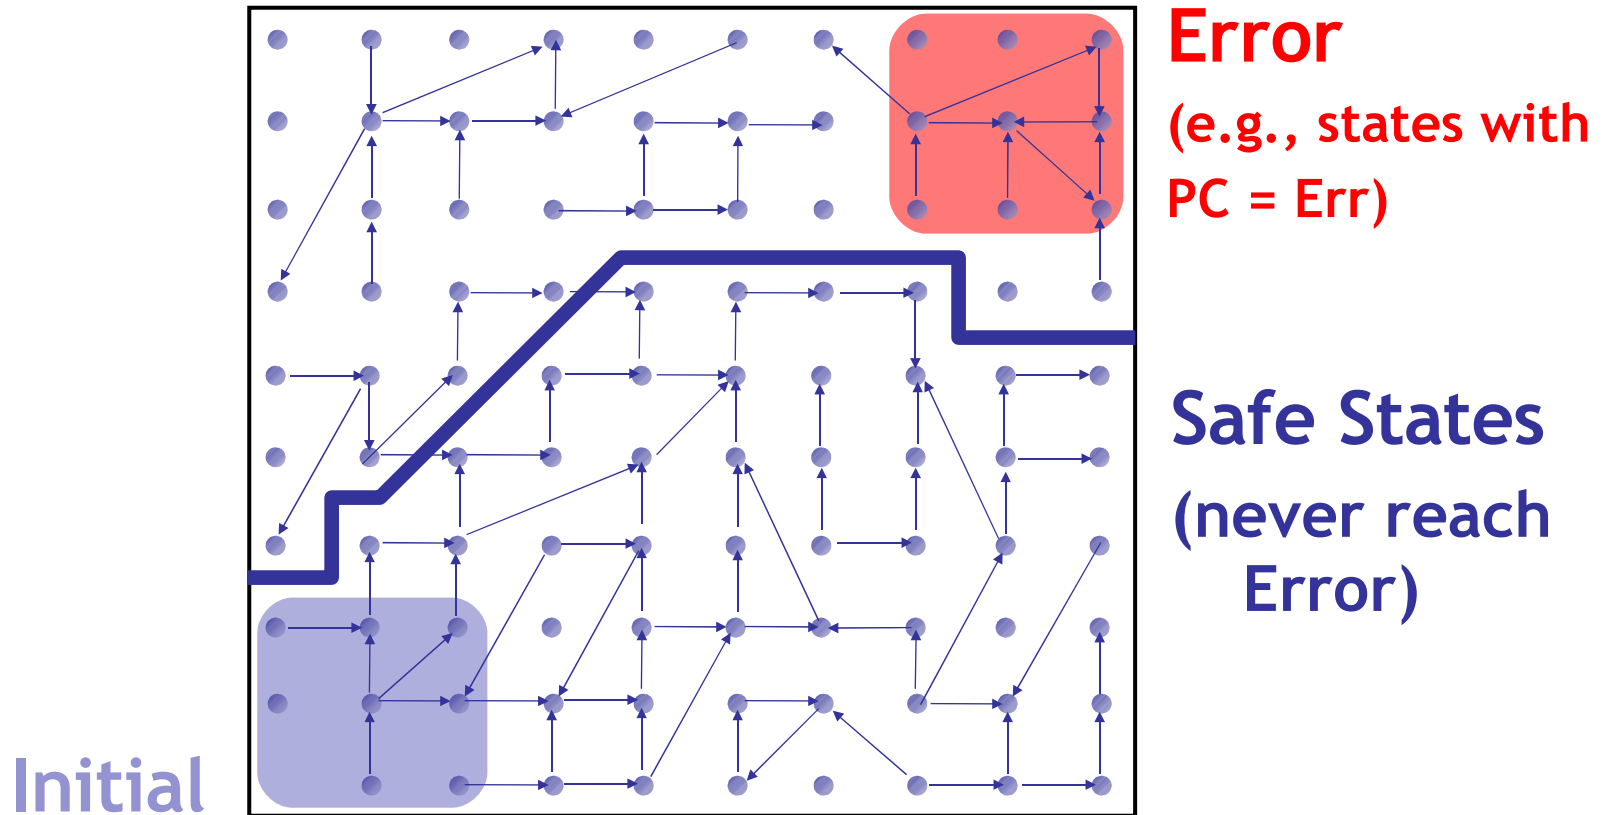 Error
(e.g., states with
PC = Err)
Safe States
(never reach
Error)
Initial